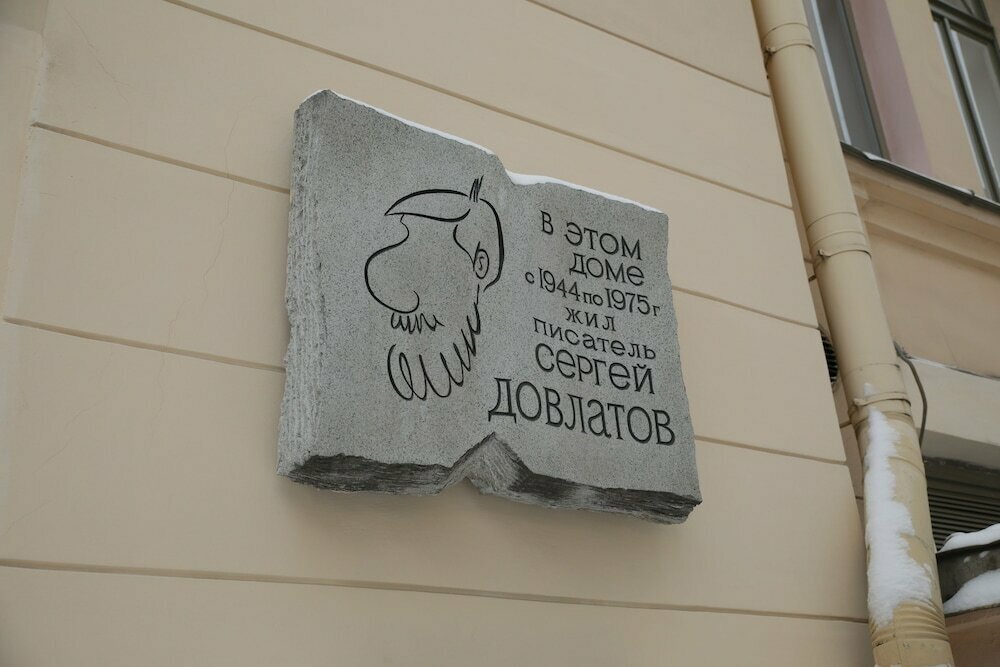 В ЭТОМ
ДОМЕ
с 1944 по 1975 г
жил
писатель
СЕРГЕЙ
ДОВЛАТОВ